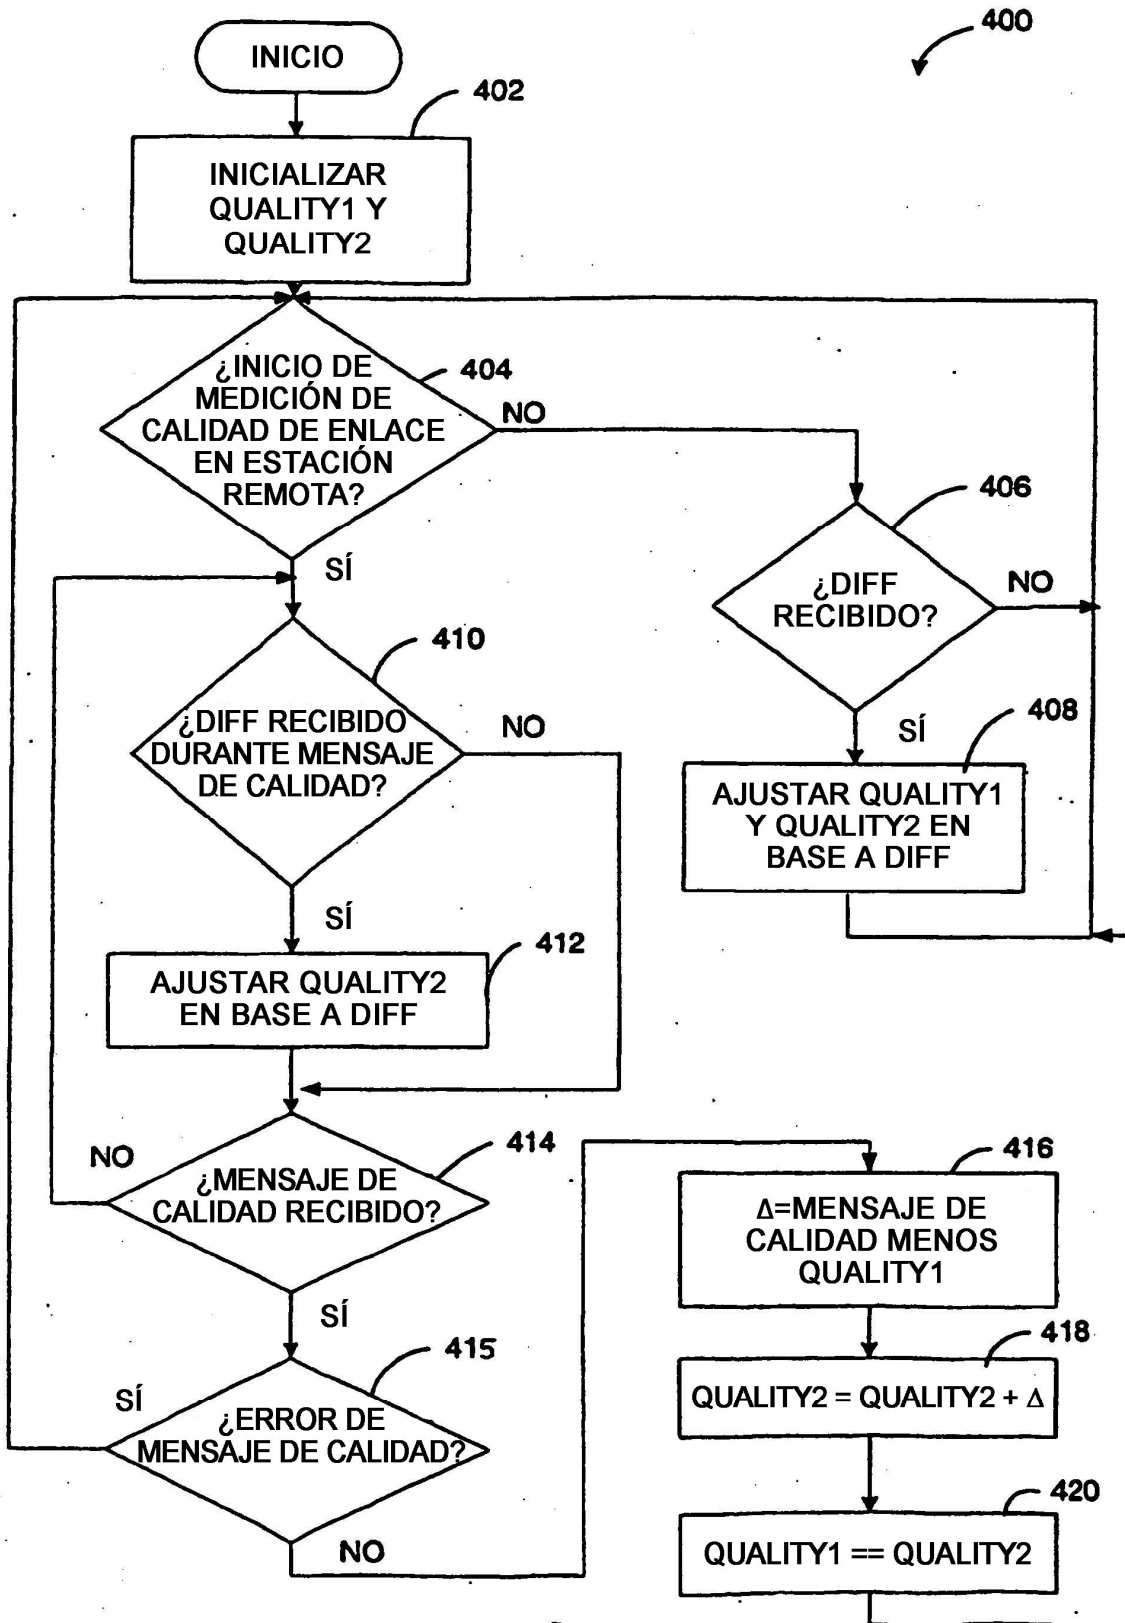 400
INICIO
402
INICIALIZAR
QUALITY1 Y
QUALITY2
¿INICIO DE
MEDICIÓN DE
CALIDAD DE ENLACE
EN ESTACIÓN
REMOTA?
404
NO
SÍ
406
¿DIFF
RECIBIDO?
NO
SÍ
408
AJUSTAR QUALITY1
Y QUALITY2 EN
BASE A DIFF
410
¿DIFF RECIBIDO
DURANTE MENSAJE
DE CALIDAD?
NO
SÍ
412
AJUSTAR QUALITY2
EN BASE A DIFF
414
¿MENSAJE DE
CALIDAD RECIBIDO?
NO
SÍ
415
¿ERROR DE
MENSAJE DE CALIDAD?
SÍ
NO
416
Δ=MENSAJE DE
CALIDAD MENOS
QUALITY1
418
QUALITY2 = QUALITY2 + Δ
420
QUALITY1 == QUALITY2